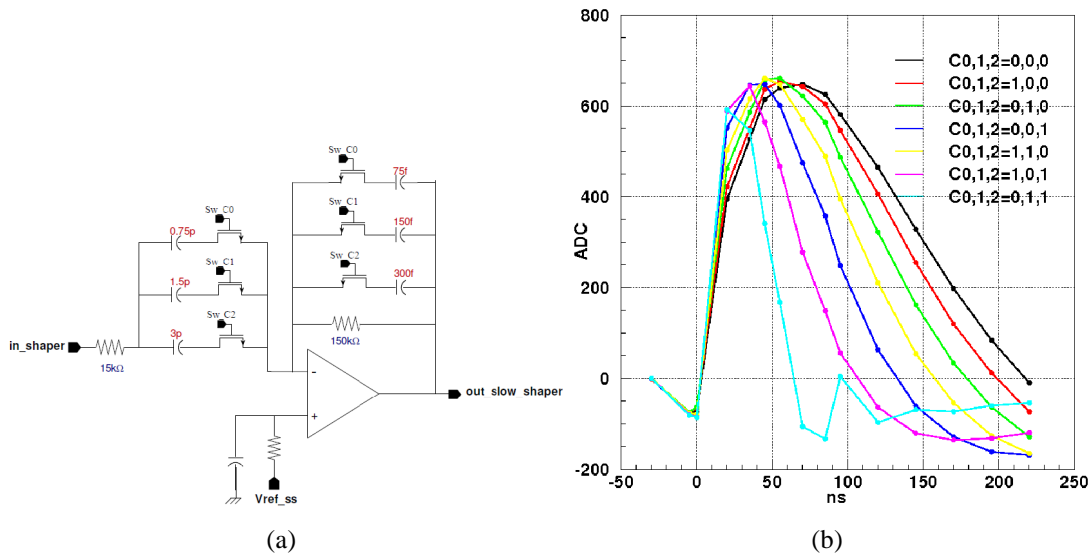 Sw_C0
75f
Sw_C1
150f
Sw_C2
300f
150kΩ
Sw_C0
0.75p
Sw_C1
1.5p
Sw_C2
3p
in_shaper
15kΩ
-
+
out_slow_shaper
Vref_ss
(a)
800
600
400
200
0
-200
ADC
-50
0
50
100
150
200
250
ns
C0,1,2=0,0,0
C0,1,2=1,0,0
C0,1,2=0,1,0
C0,1,2=0,0,1
C0,1,2=1,1,0
C0,1,2=1,0,1
C0,1,2=0,1,1
(b)